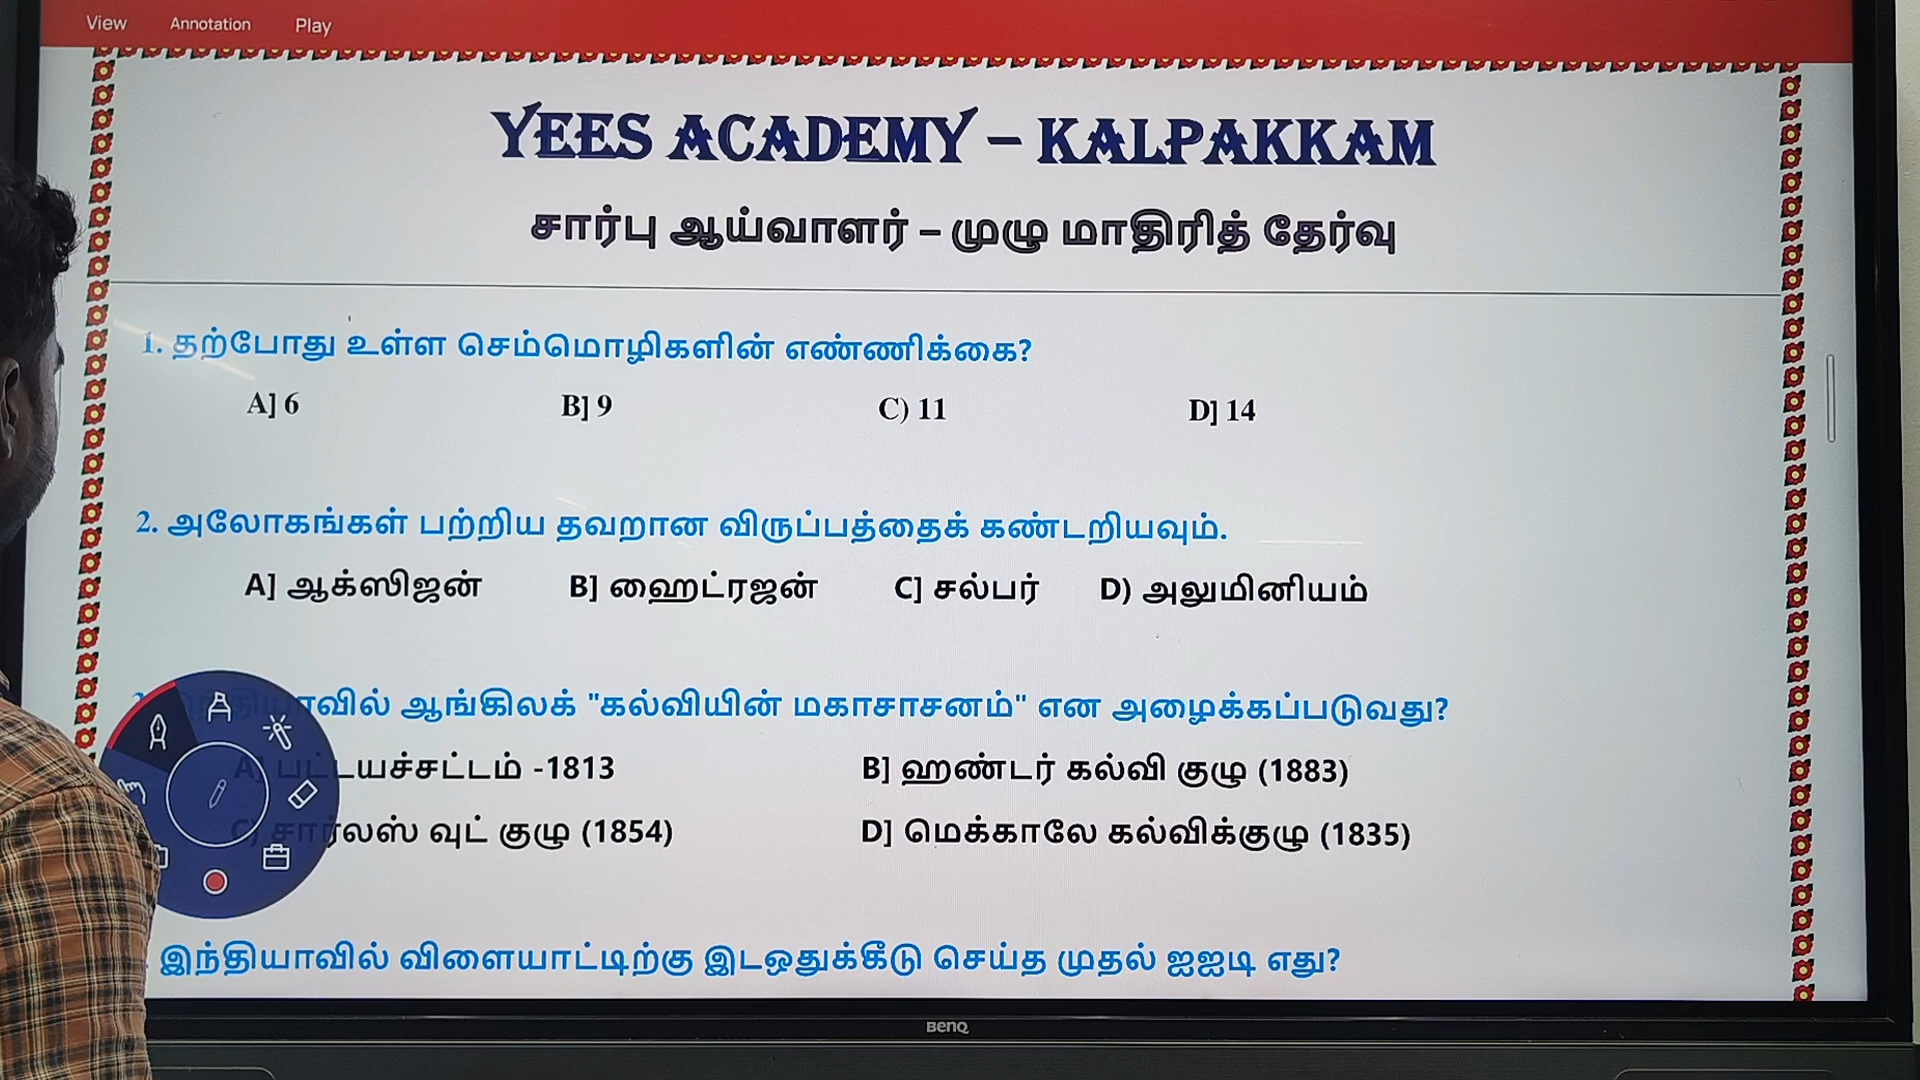 View Annotation Play
YEES ACADEMY – KALPAKKAM
சார்பு ஆய்வாளர் – முழு மாதிரித் தேர்வு
1. தற்போது உள்ள செம்மொழிகளின் எண்ணிக்கை?
A] 6 B] 9 C) 11 D] 14
2. அலோகங்கள் பற்றிய தவறான விருப்பத்தைக் கண்டறியவும்.
A] ஆக்ஸிஜன் B] ஹைட்ரஜன் C] சல்பர் D) அலுமினியம்
இந்தியாவில் ஆங்கிலக் "கல்வியின் மகாசாசனம்" என அழைக்கப்படுவது?
A] பட்டயச்சட்டம் -1813 B] ஹண்டர் கல்வி குழு (1883)
C) சார்லஸ் வுட் குழு (1854) D] மெக்காலே கல்விக்குழு (1835)
இந்தியாவில் விளையாட்டிற்கு இடஒதுக்கீடு செய்த முதல் ஐஐடி எது?
BenQ